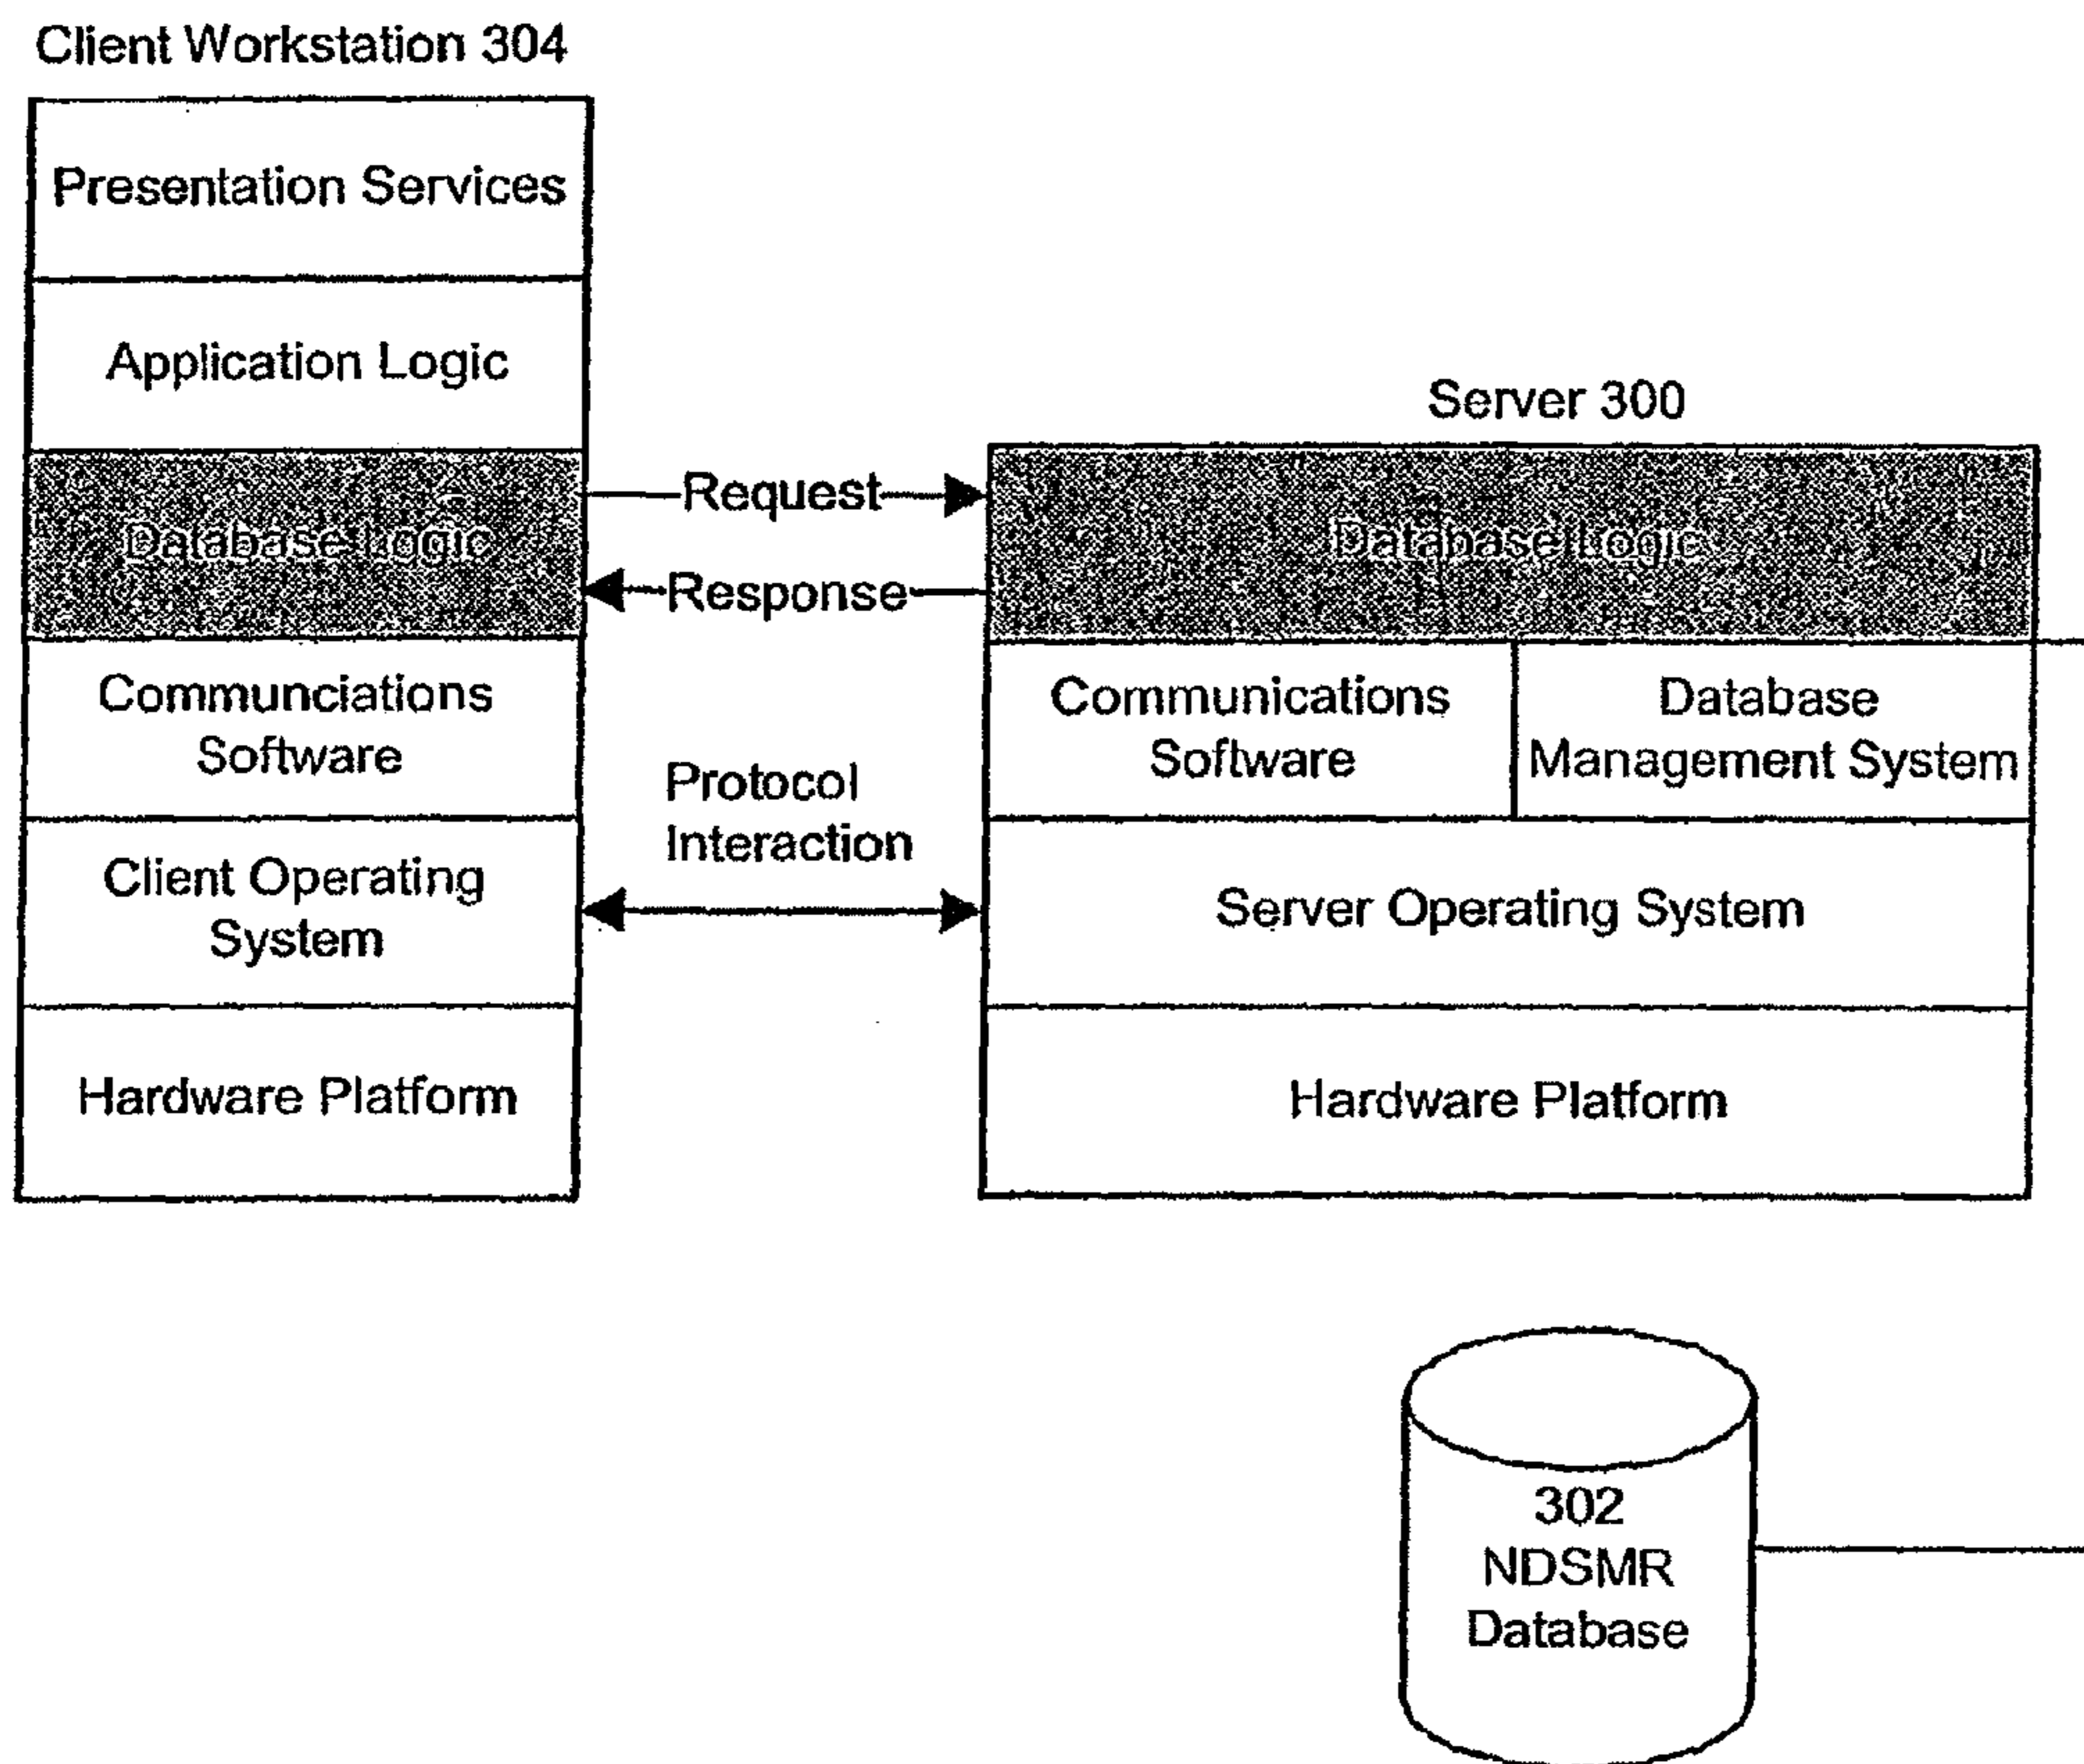 Client Workstation 304
Presentation Services
Application Logic
Database Logic
Communciations
Software
Client Operating
System
Hardware Platform
Request
Response
Protocol
Interaction
Server 300
Database Logic
Communications
Software
Database
Management System
Server Operating System
Hardware Platform
302
NDSMR
Database